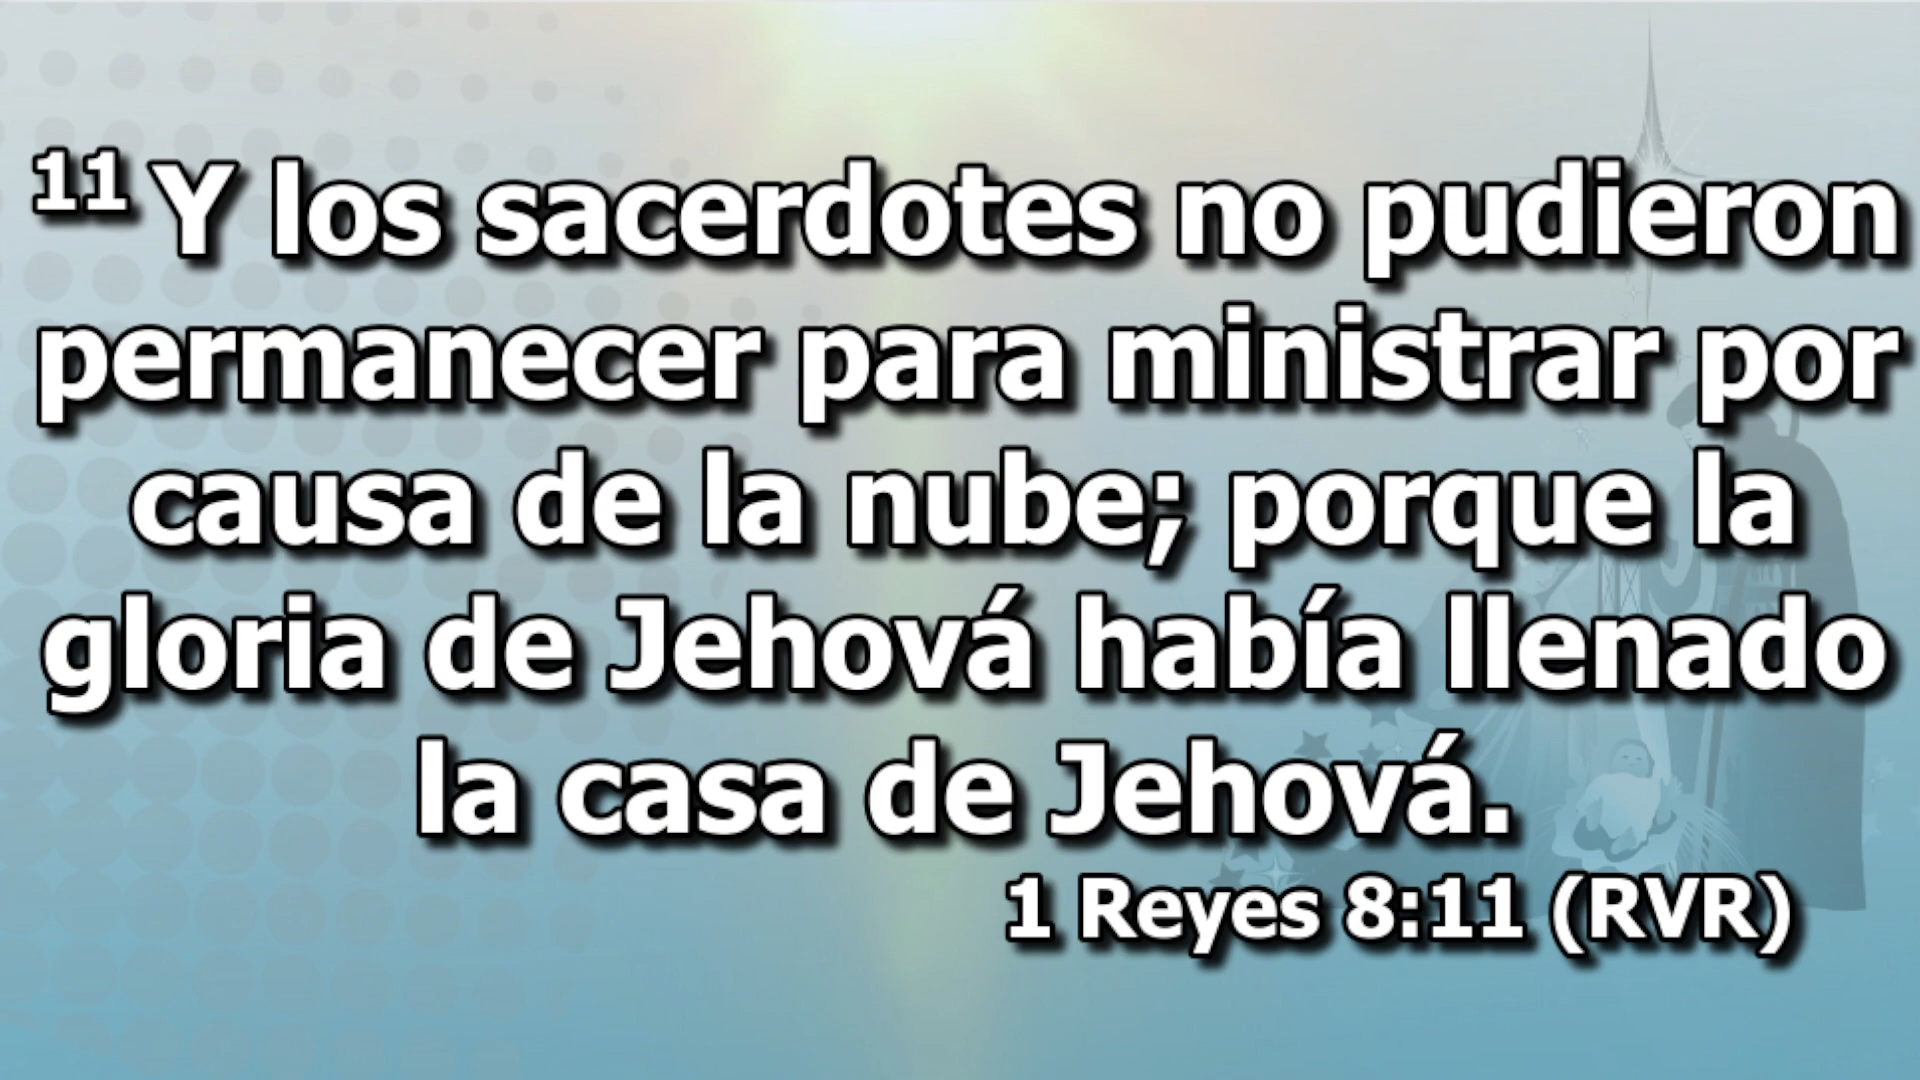 11 Y los sacerdotes no pudieron
permanecer para ministrar por
causa de la nube; porque la
gloria de Jehová había llenado
la casa de Jehová.
1 Reyes 8:11 (RVR)